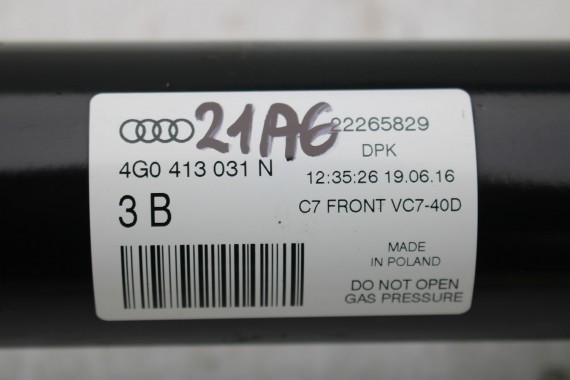 21A6
22265829
4G0 413 031 N
DPK
12:35:26 19.06.16
3 B
C7 FRONT VC7-40D
MADE
IN POLAND
DO NOT OPEN
GAS PRESSURE